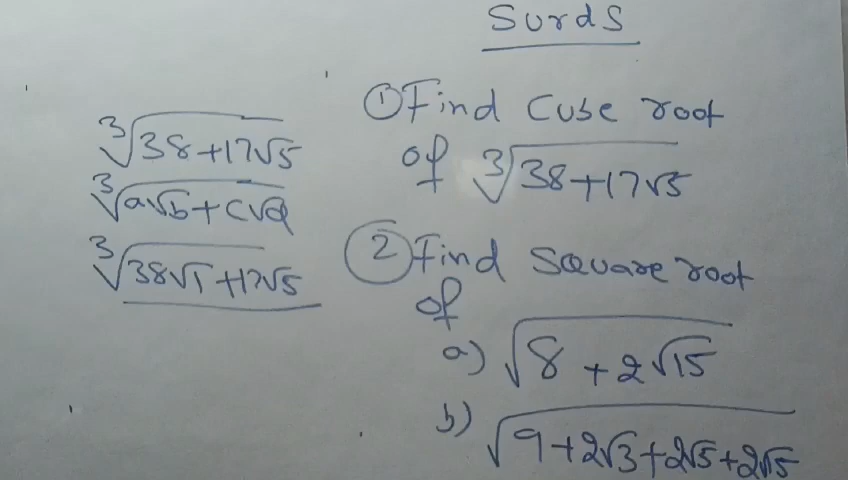 Surds
∛38+17√5
∛a√b+c√d
∛38√1+17√5
① Find Cube root
of ∛38+17√5
② Find Square root
of
a) √8+2√15
b) √9+2√3+2√5+2√15